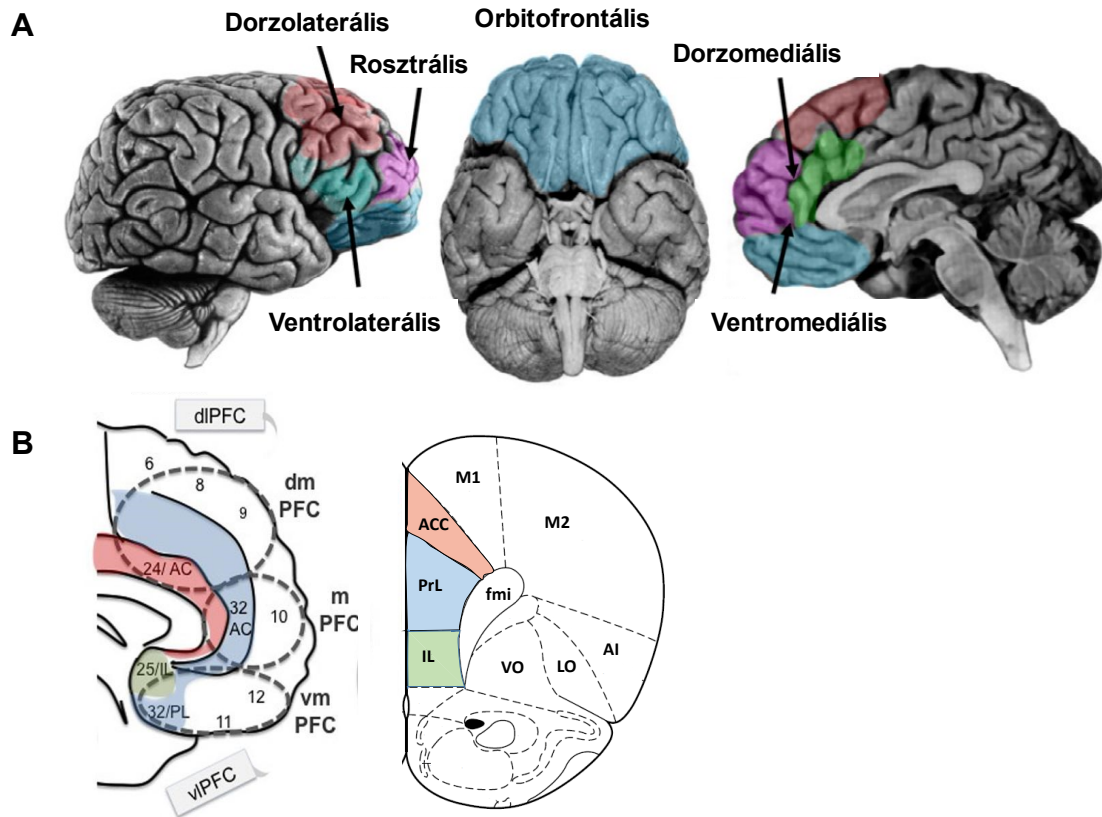 A
Dorzolaterális
Rosztrális
Orbitofrontális
Dorzomediális
Ventrolaterális
Ventromediális
B
dlPFC
6
8
9
dm
PFC
24/ AC
32
AC
10
m
PFC
25/IL
32/PL
11
12
vm
PFC
vlPFC
M1
M2
ACC
PrL
fmi
IL
VO
LO
AI